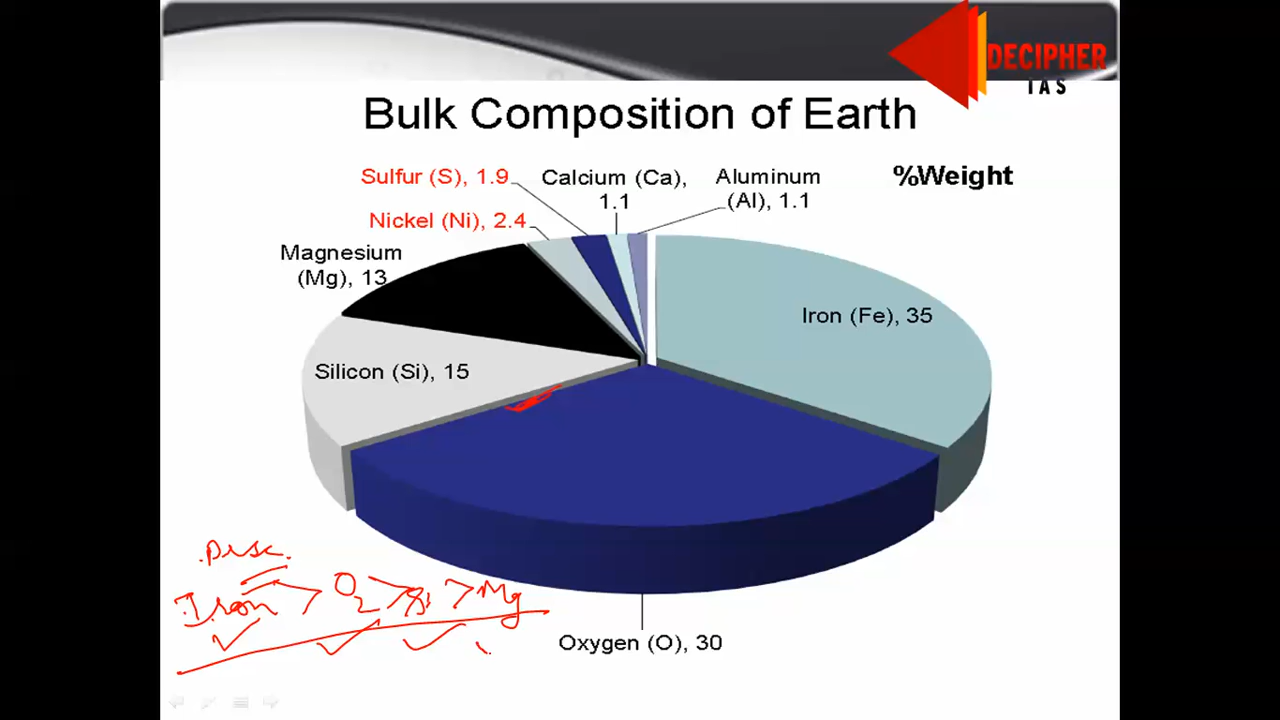 DECIPHER
IAS
Bulk Composition of Earth
%Weight
Sulfur (S), 1.9
Calcium (Ca),
1.1
Aluminum
(Al), 1.1
Nickel (Ni), 2.4
Magnesium
(Mg), 13
Iron (Fe), 35
Silicon (Si), 15
Oxygen (O), 30
Desc.
Iron > O2 > Si > Mg